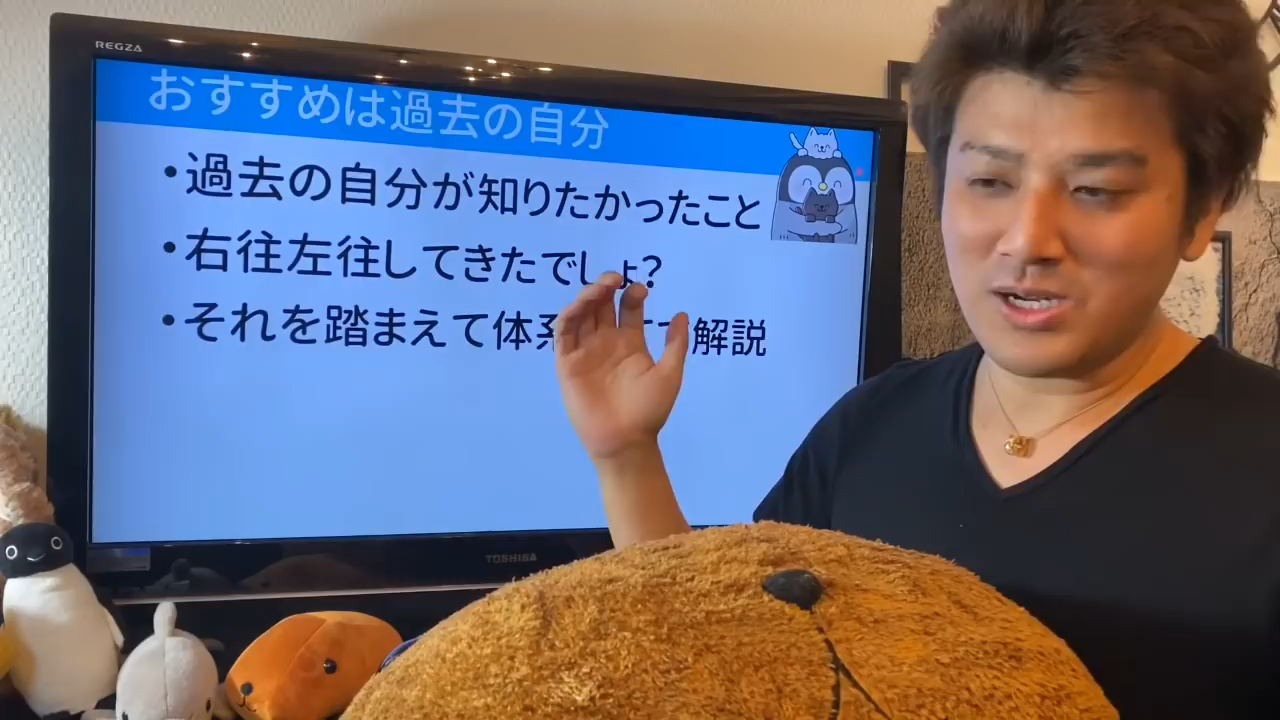 REGZA
おすすめは過去の自分
・過去の自分が知りたかったこと
・右往左往してきたでしょ?
・それを踏まえて体系 解説
TOSHIBA